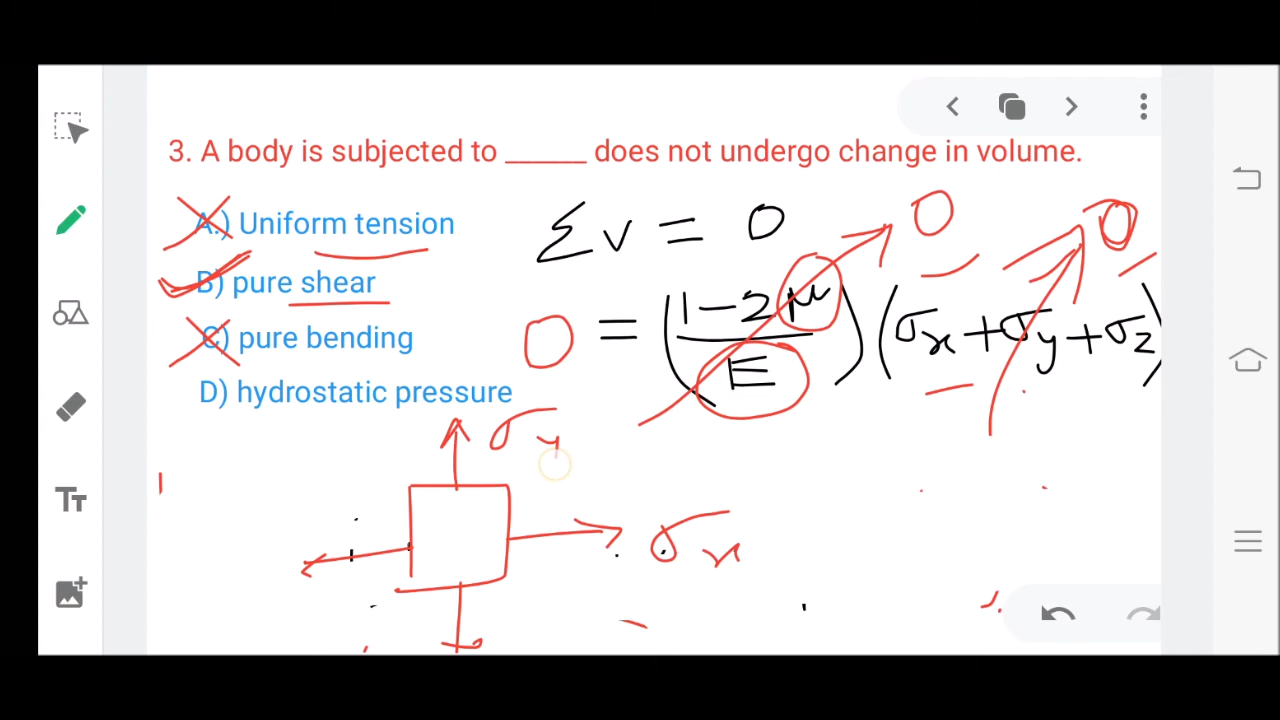 3. A body is subjected to ______ does not undergo change in volume.
A.) Uniform tension
B) pure shear
C) pure bending
D) hydrostatic pressure
Σv = 0
0
0
0 = (1-2μ/E)(σx+σy+σz)
σy
σx
TT